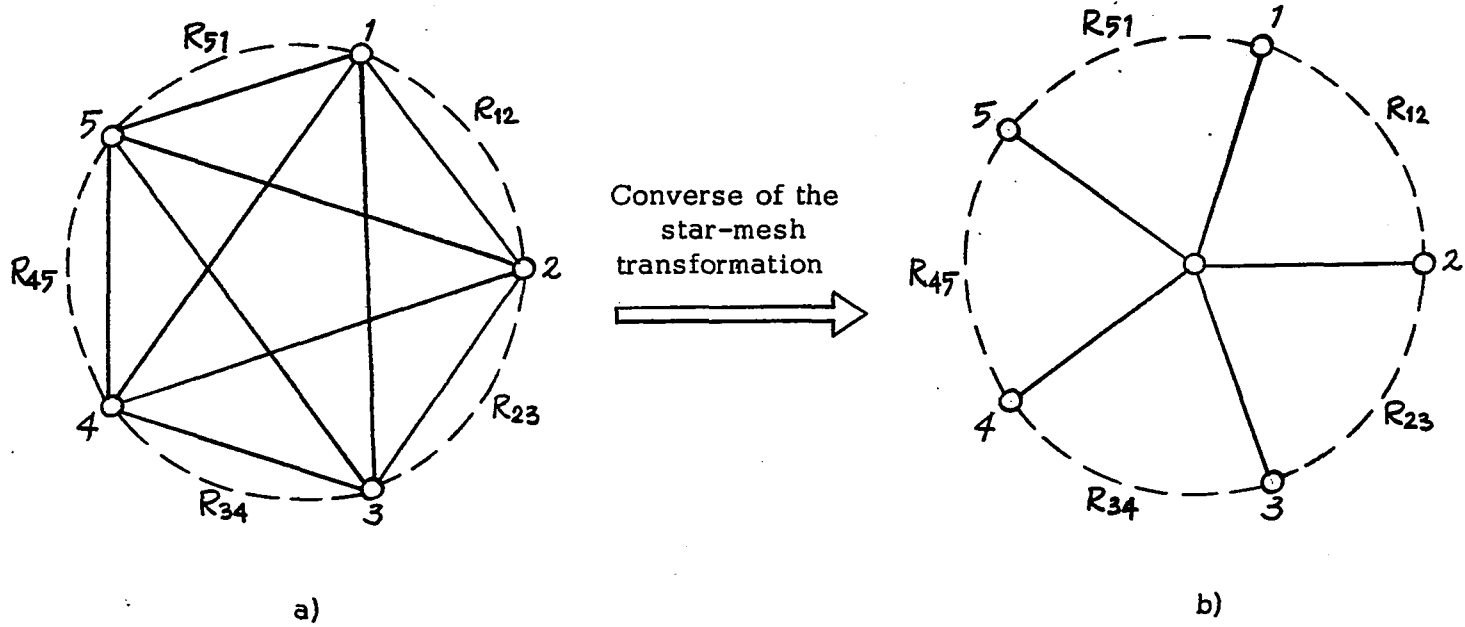 R51
1
R12
5
2
R45
R23
4
R34
3
a)
Converse of the
star-mesh
transformation
R51
1
R12
5
2
R45
R23
4
R34
3
b)